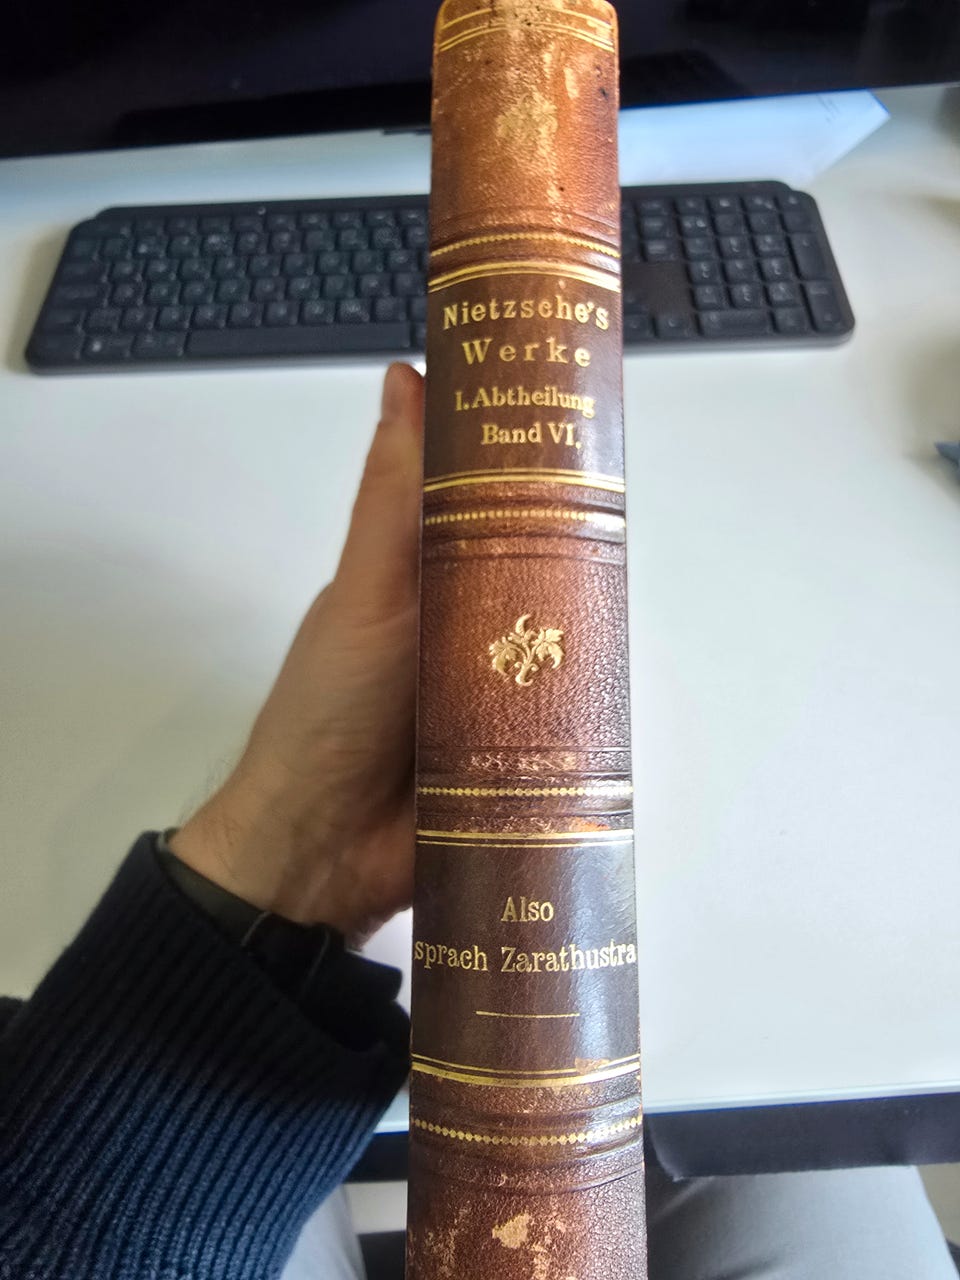 Nietzsche's
Werke
I. Abtheilung
Band VI.
Also
sprach Zarathustra